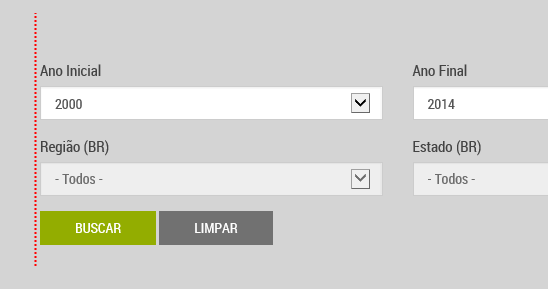 Ano Inicial Ano Final
2000 2014
Região (BR) Estado (BR)
- Todos - - Todos -
BUSCAR LIMPAR